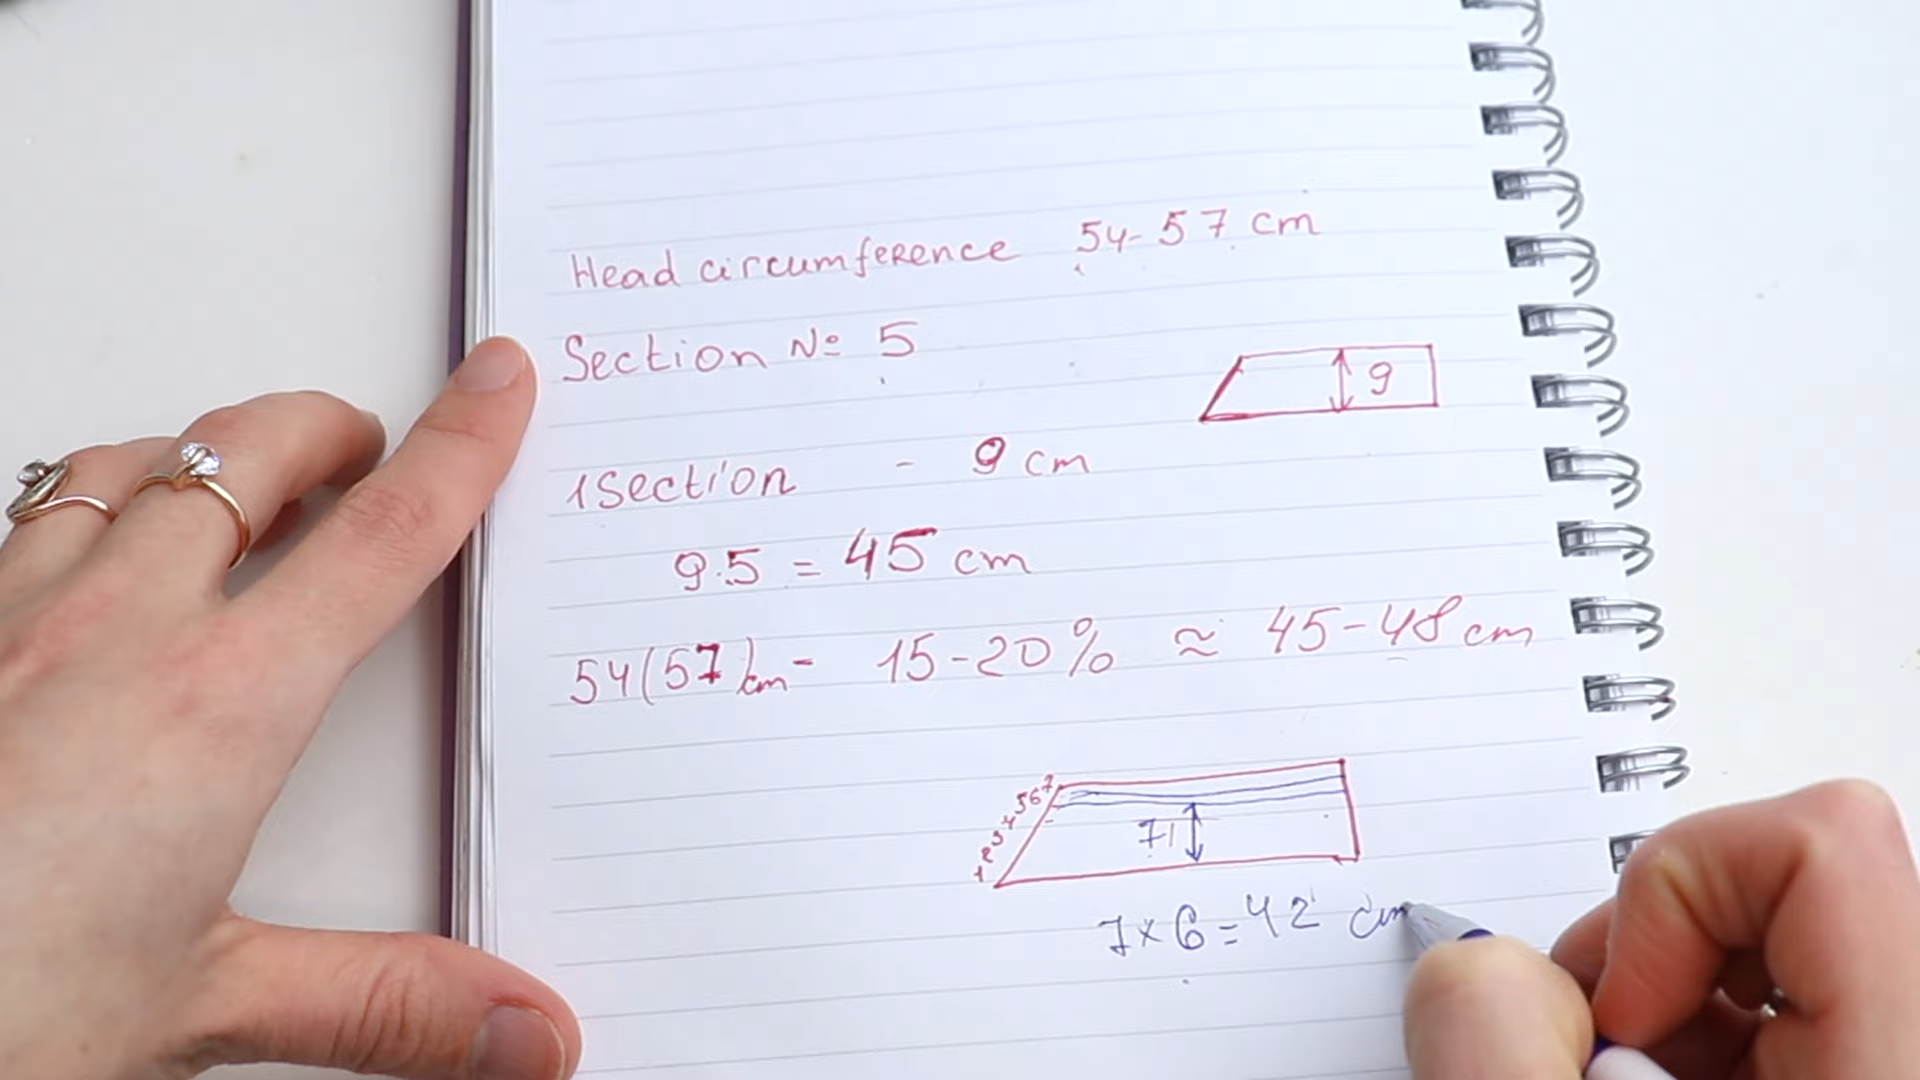 Head circumference 54-57 cm
Section № 5
9
1 Section - 9 cm
9.5 = 45 cm
54(57)cm - 15-20% ≈ 45-48 cm
1 2 3 4 5 6 7
71
7×6=42 cm